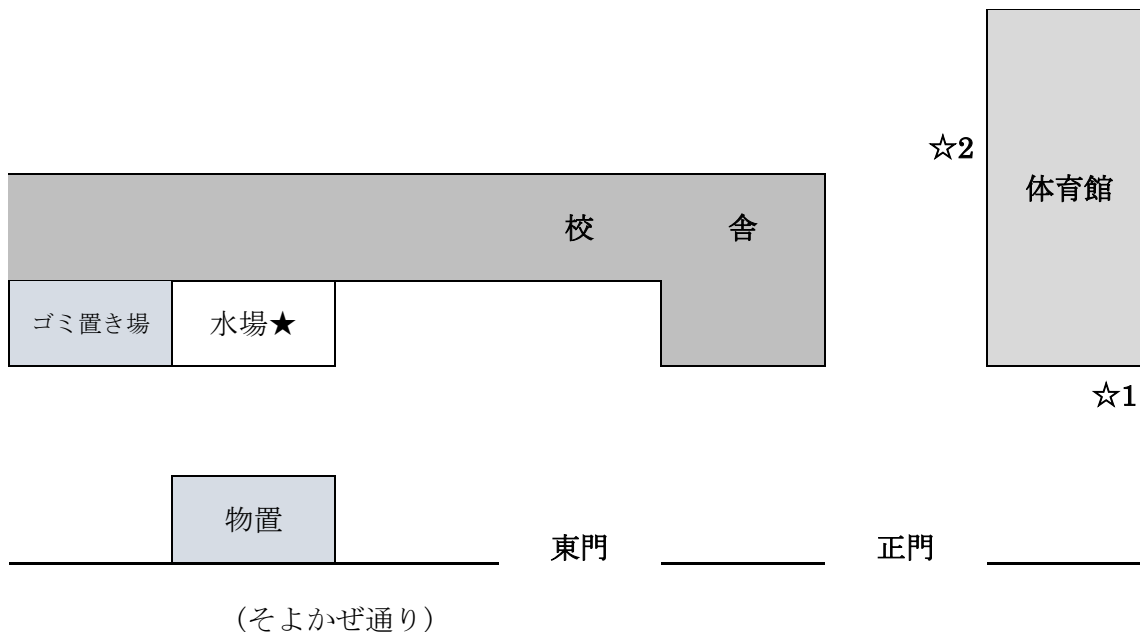 ☆2
体育館
校　　舎
ゴミ置き場
水場★
☆1
物置
東門
正門
（そよかぜ通り）